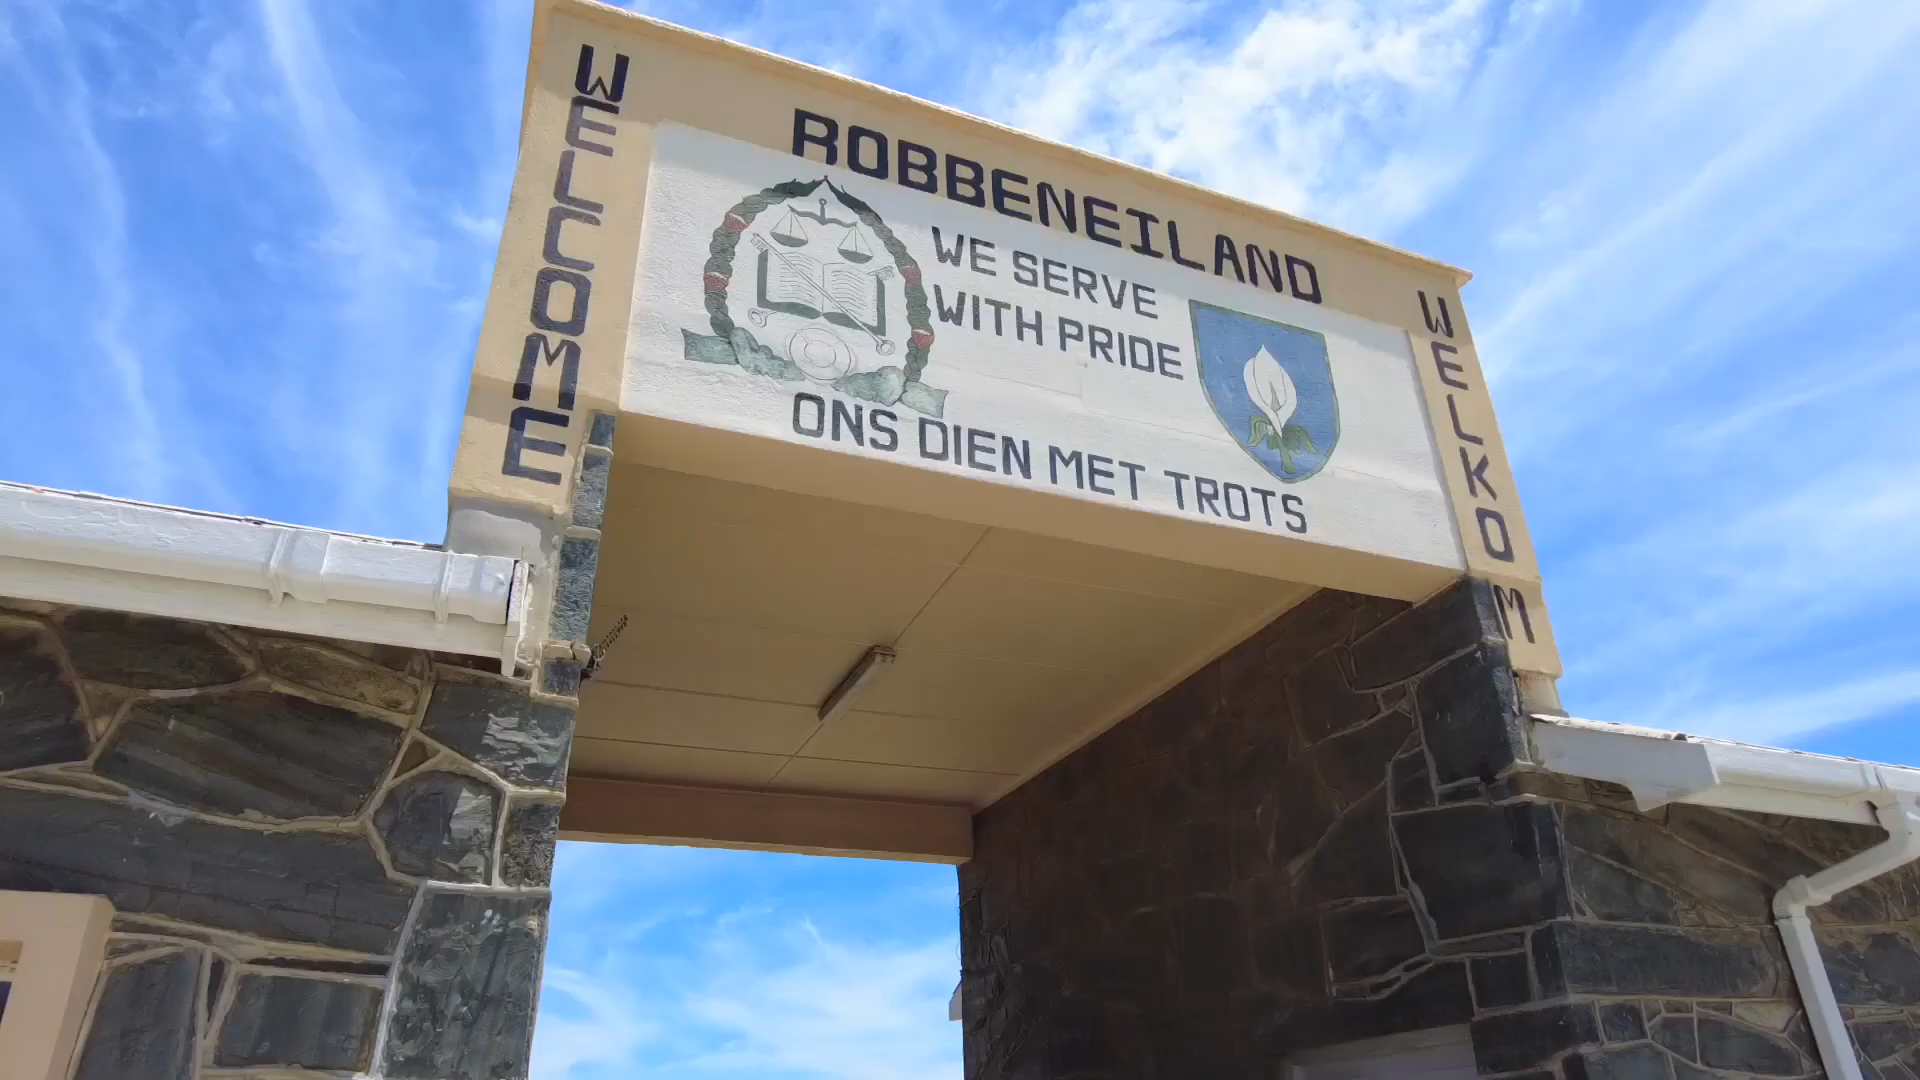 WELCOME
ROBBENEILAND
WE SERVE
WITH PRIDE
ONS DIEN MET TROTS
WELKOM